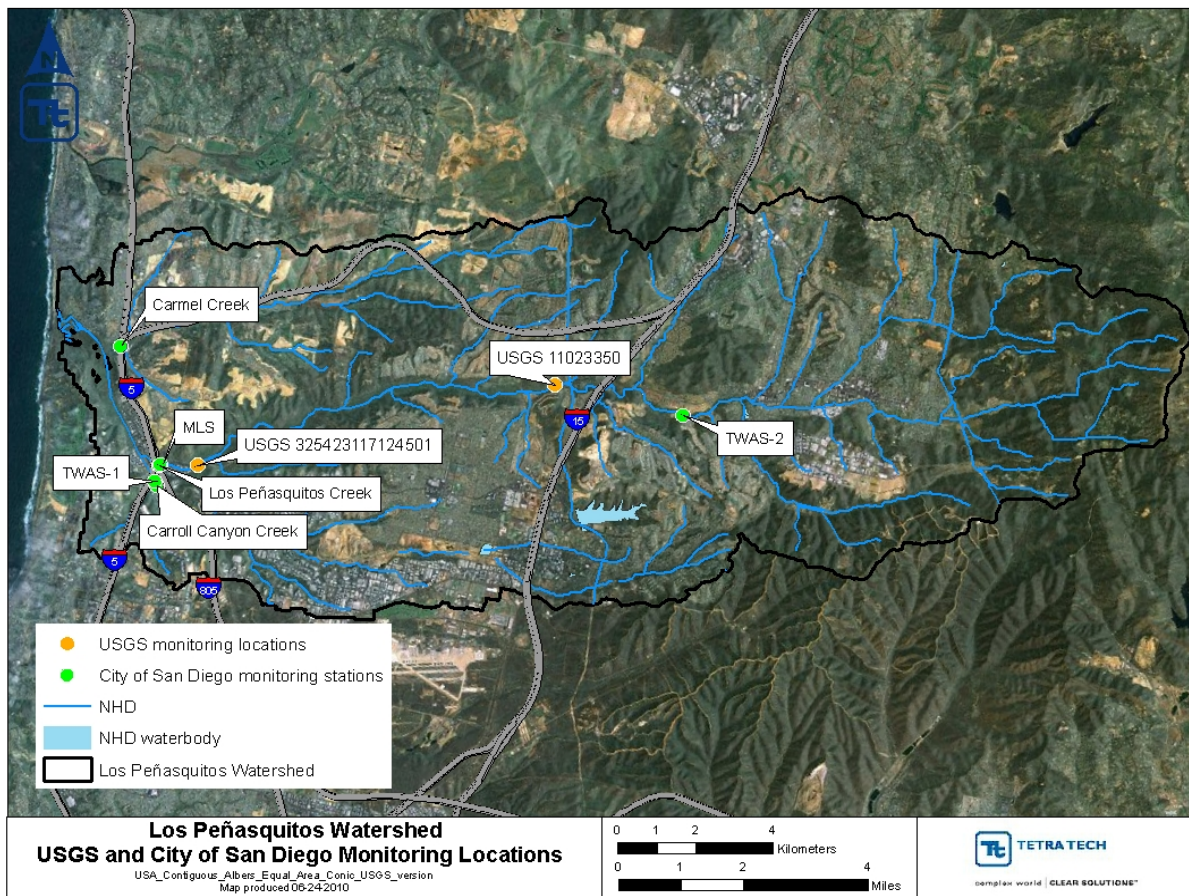 N
Tt
Carmel Creek
USGS 11023350
5
15
MLS
USGS 325423117124501
TWAS-2
TWAS-1
Los Peñasquitos Creek
Carroll Canyon Creek
5
805
USGS monitoring locations
City of San Diego monitoring stations
NHD
NHD waterbody
Los Peñasquitos Watershed
Los Peñasquitos Watershed
USGS and City of San Diego Monitoring Locations
USA_Contiguous_Albers_Equal_Area_Conic_USGS_version
Map produced 06-24-2010
0 1 2 4
Kilometers
0 1 2 4
Miles
Tt TETRA TECH
complex world | CLEAR SOLUTIONS™